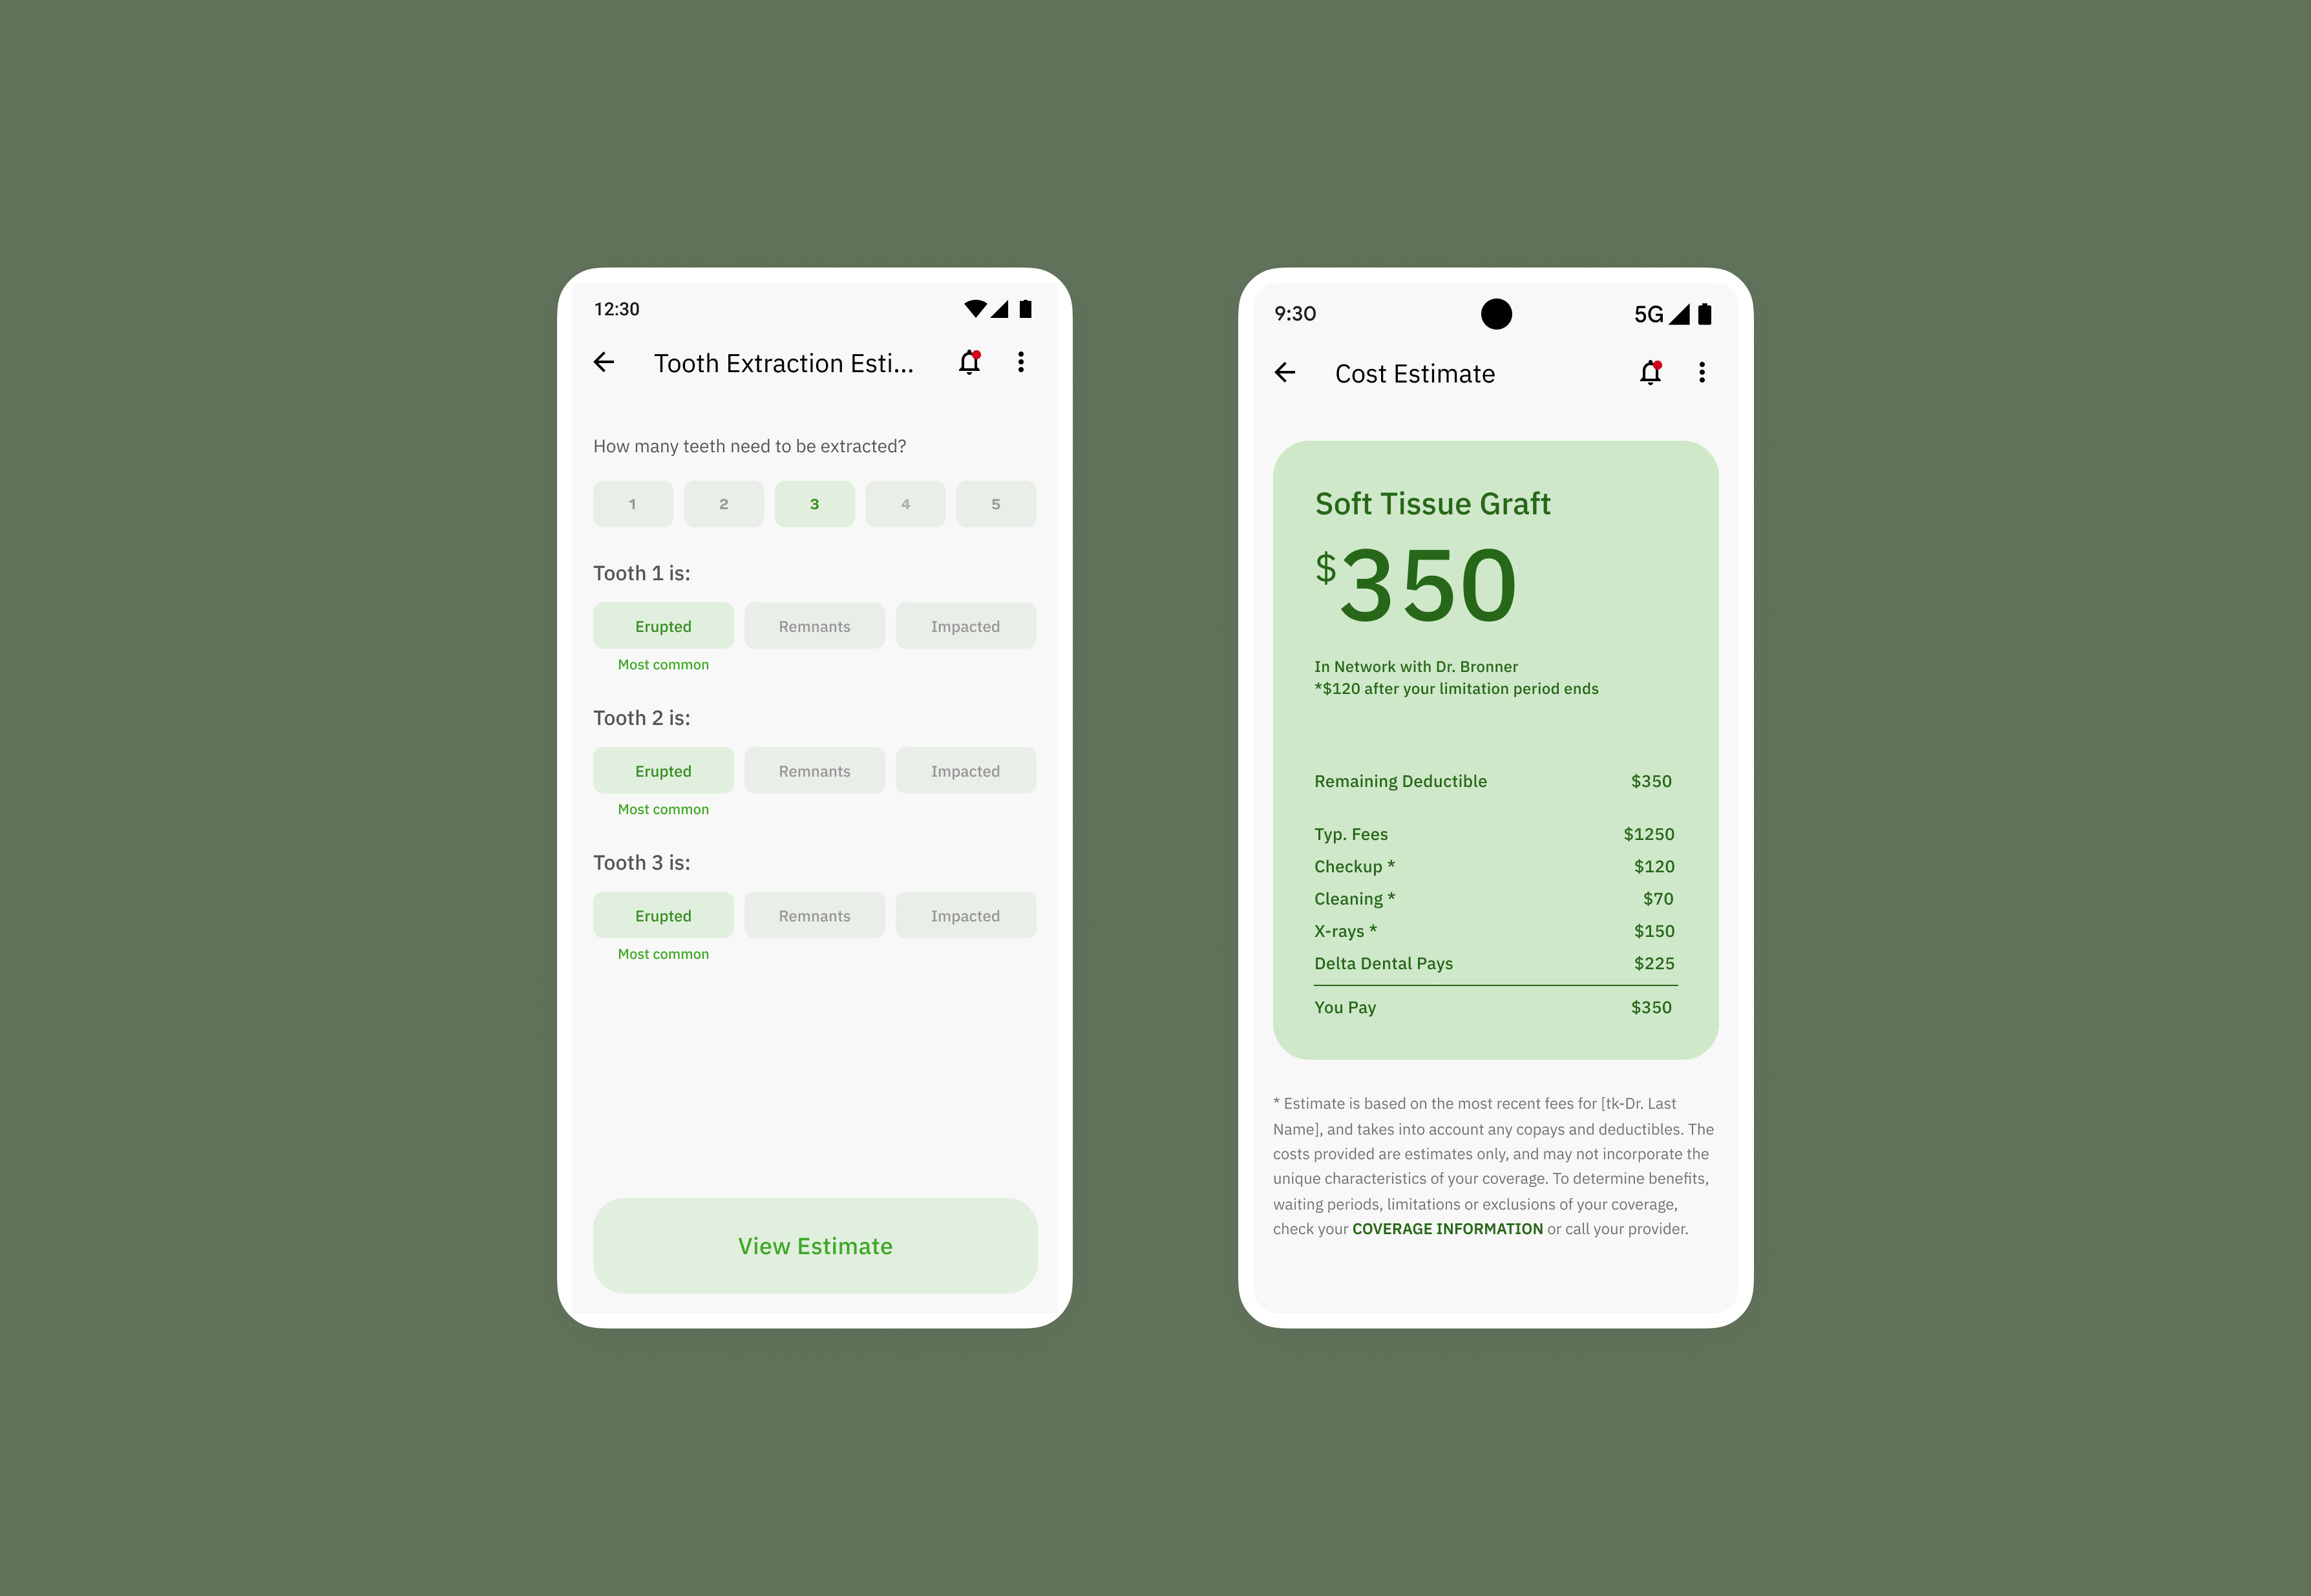 12:30
Tooth Extraction Esti...
How many teeth need to be extracted?
1 2 3 4 5
Tooth 1 is:
Erupted Remnants Impacted
Most common
Tooth 2 is:
Erupted Remnants Impacted
Most common
Tooth 3 is:
Erupted Remnants Impacted
Most common
View Estimate
9:30 5G
Cost Estimate
Soft Tissue Graft
$350
In Network with Dr. Bronner
*$120 after your limitation period ends
Remaining Deductible $350
Typ. Fees $1250
Checkup * $120
Cleaning * $70
X-rays * $150
Delta Dental Pays $225
You Pay $350
* Estimate is based on the most recent fees for [tk-Dr. Last
Name], and takes into account any copays and deductibles. The
costs provided are estimates only, and may not incorporate the
unique characteristics of your coverage. To determine benefits,
waiting periods, limitations or exclusions of your coverage,
check your COVERAGE INFORMATION or call your provider.